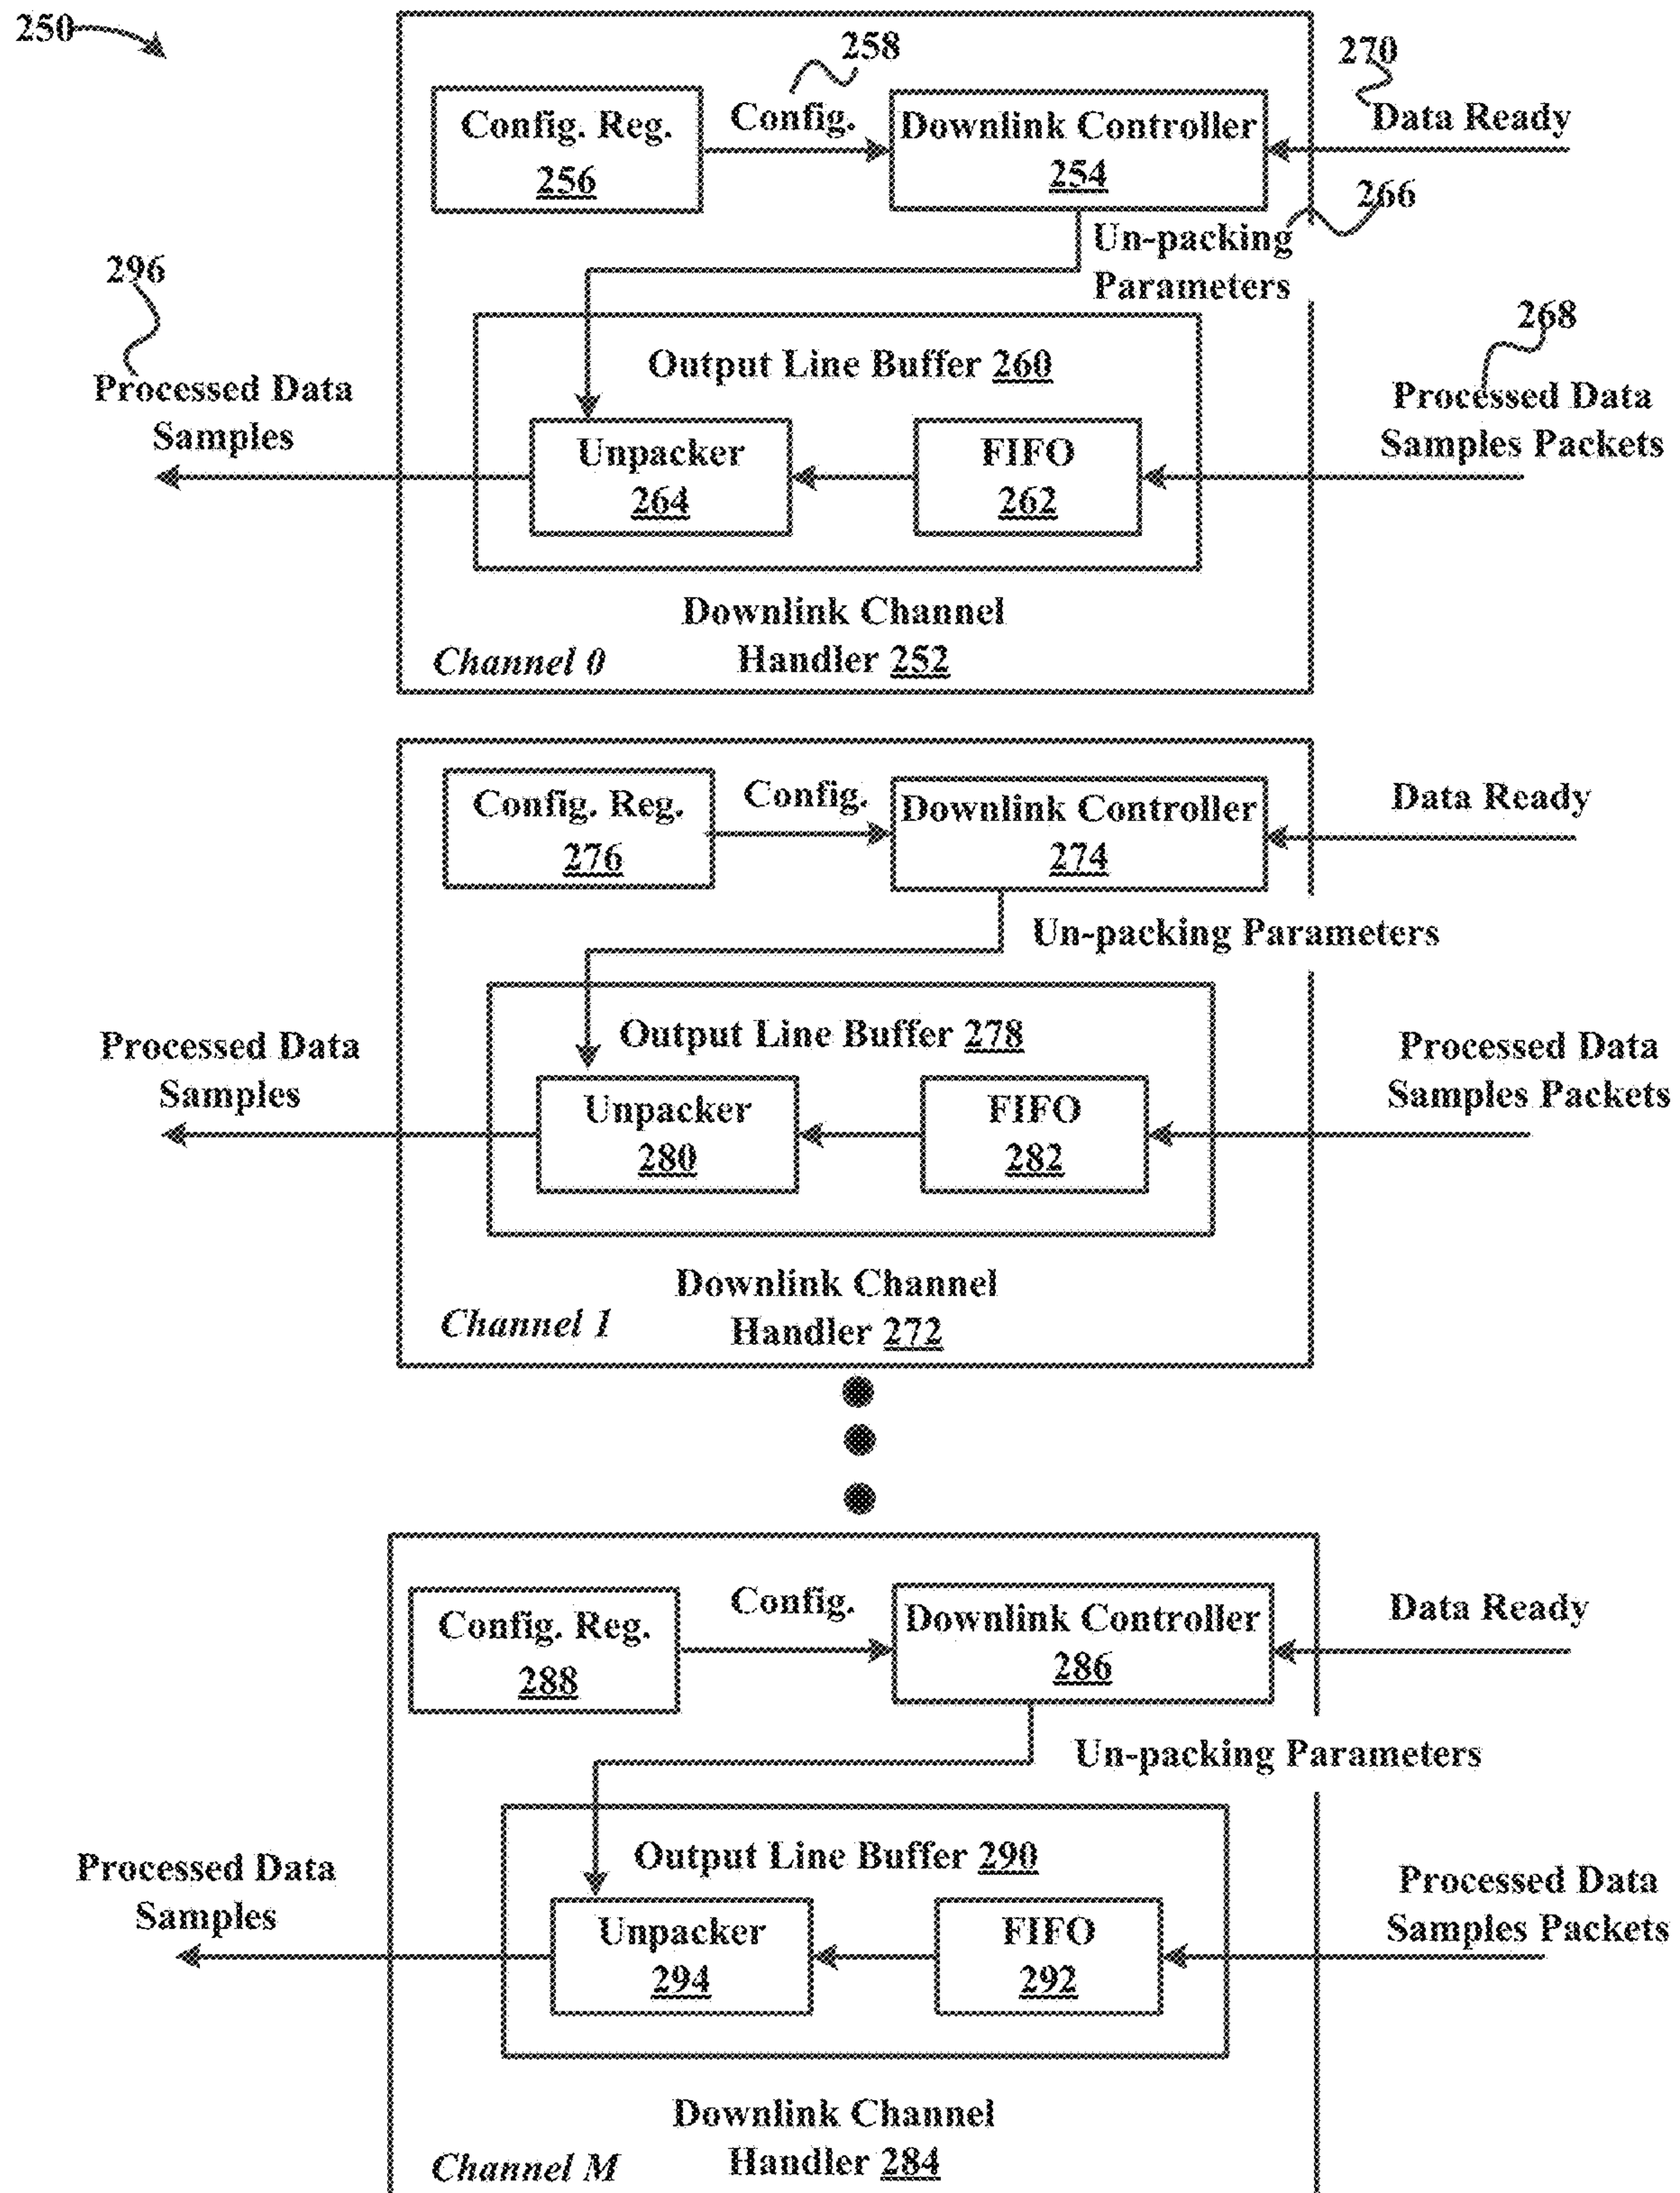 250
258
270
Config. Reg.
256
Config.
Downlink Controller
254
Data Ready
266
Un-packing
Parameters
296
268
Output Line Buffer 260
Processed Data
Samples
Processed Data
Samples Packets
Unpacker
264
FIFO
262
Downlink Channel
Handler 252
Channel 0
Config. Reg.
276
Config.
Downlink Controller
274
Data Ready
Un-packing Parameters
Output Line Buffer 278
Processed Data
Samples
Processed Data
Samples Packets
Unpacker
280
FIFO
282
Downlink Channel
Handler 272
Channel 1
Config. Reg.
288
Config.
Downlink Controller
286
Data Ready
Un-packing Parameters
Output Line Buffer 290
Processed Data
Samples
Processed Data
Samples Packets
Unpacker
294
FIFO
292
Downlink Channel
Handler 284
Channel M